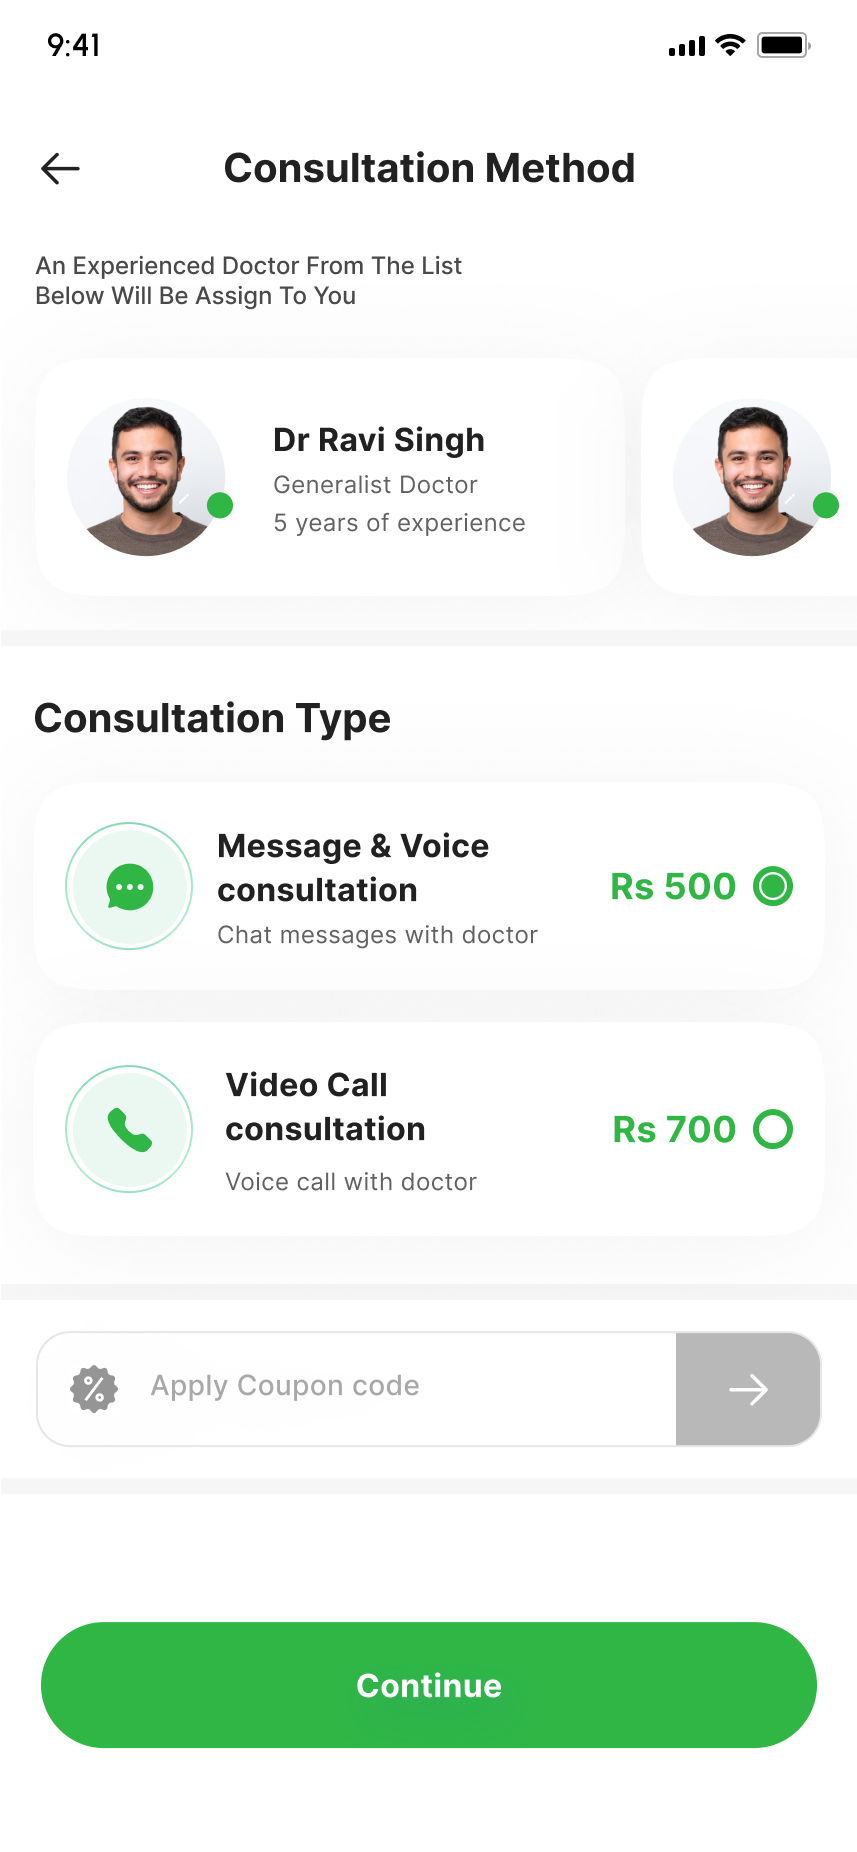 9:41
Consultation Method
An Experienced Doctor From The List
Below Will Be Assign To You
Dr Ravi Singh
Generalist Doctor
5 years of experience
Consultation Type
Message & Voice
consultation
Chat messages with doctor
Rs 500
Video Call
consultation
Voice call with doctor
Rs 700
Apply Coupon code
Continue